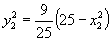 y₂² = 9/25 (25 − x₂²)